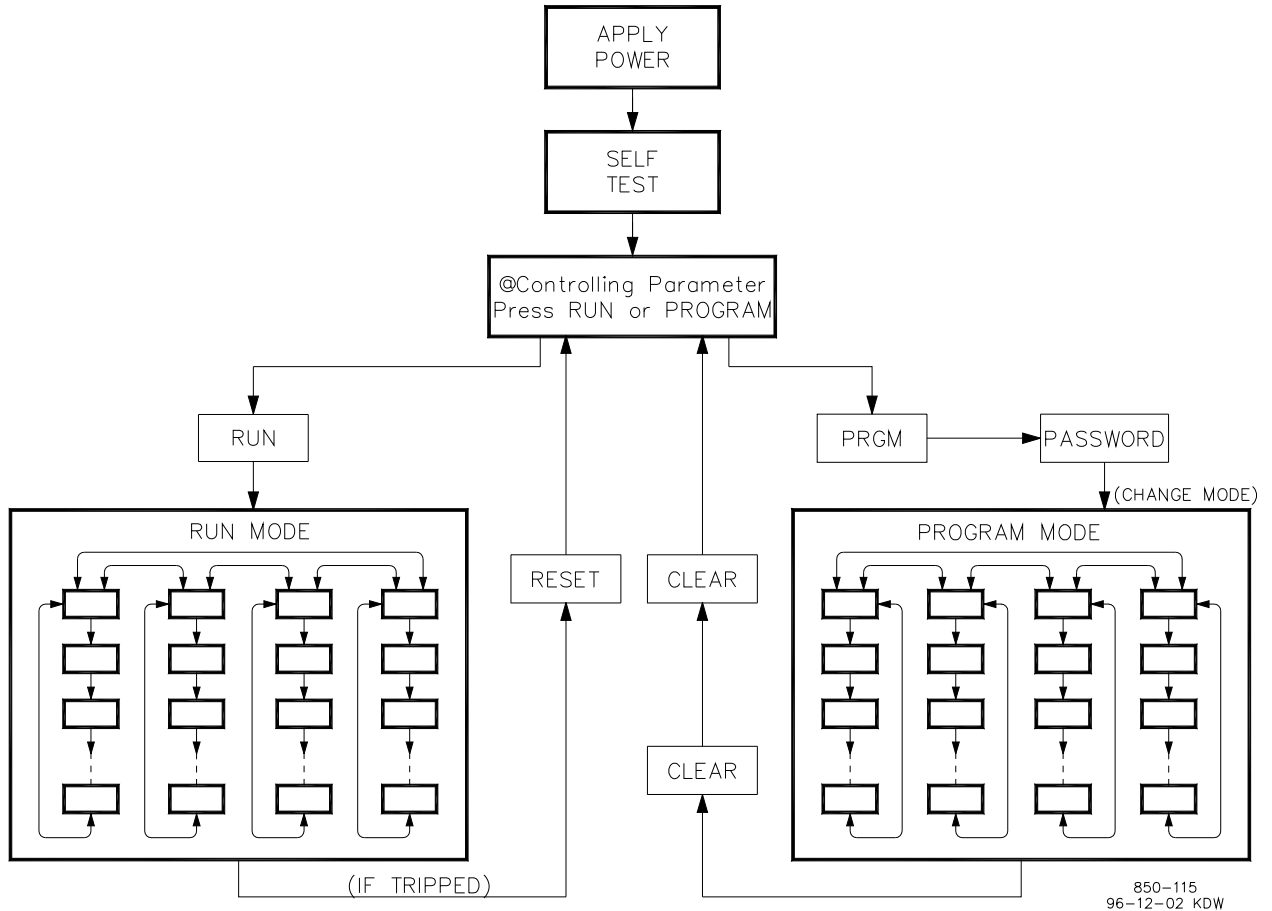 APPLY
POWER
SELF
TEST
@Controlling Parameter
Press RUN or PROGRAM
RUN
PRGM
PASSWORD
(CHANGE MODE)
RUN MODE
PROGRAM MODE
RESET
CLEAR
CLEAR
(IF TRIPPED)
850-115
96-12-02 KDW